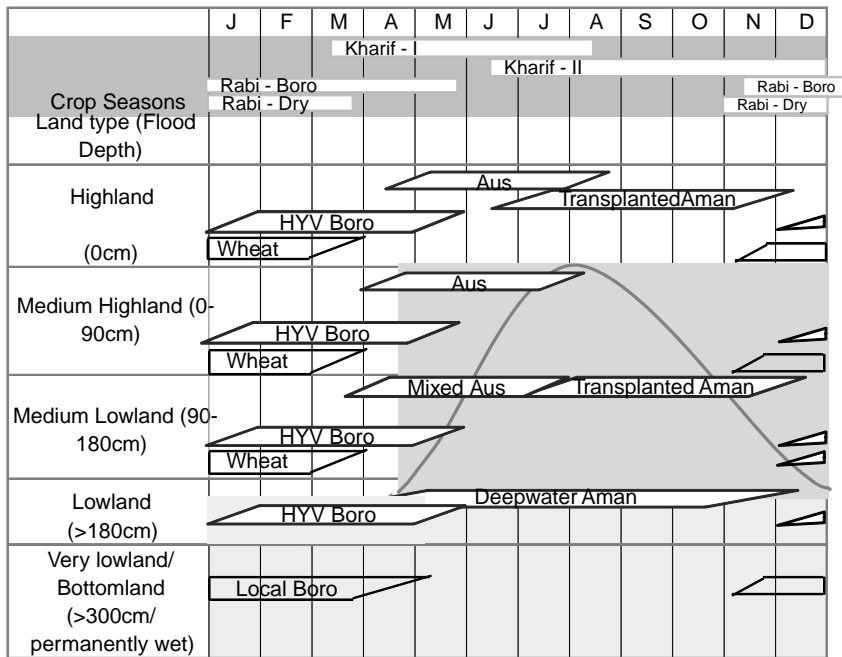 J F M A M J J A S O N D
Kharif - I
Kharif - II
Rabi - Boro
Rabi - Boro
Crop Seasons
Rabi - Dry
Rabi - Dry
Land type (Flood
Depth)
Highland
(0cm)
Aus
TransplantedAman
HYV Boro
Wheat
Medium Highland (0-
90cm)
Aus
HYV Boro
Wheat
Medium Lowland (90-
180cm)
Mixed Aus
Transplanted Aman
HYV Boro
Wheat
Lowland
(>180cm)
Deepwater Aman
HYV Boro
Very lowland/
Bottomland
(>300cm/
permanently wet)
Local Boro